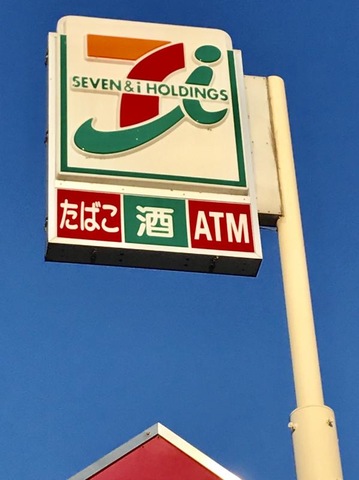 7i
SEVEN & i HOLDINGS
たばこ 酒 ATM